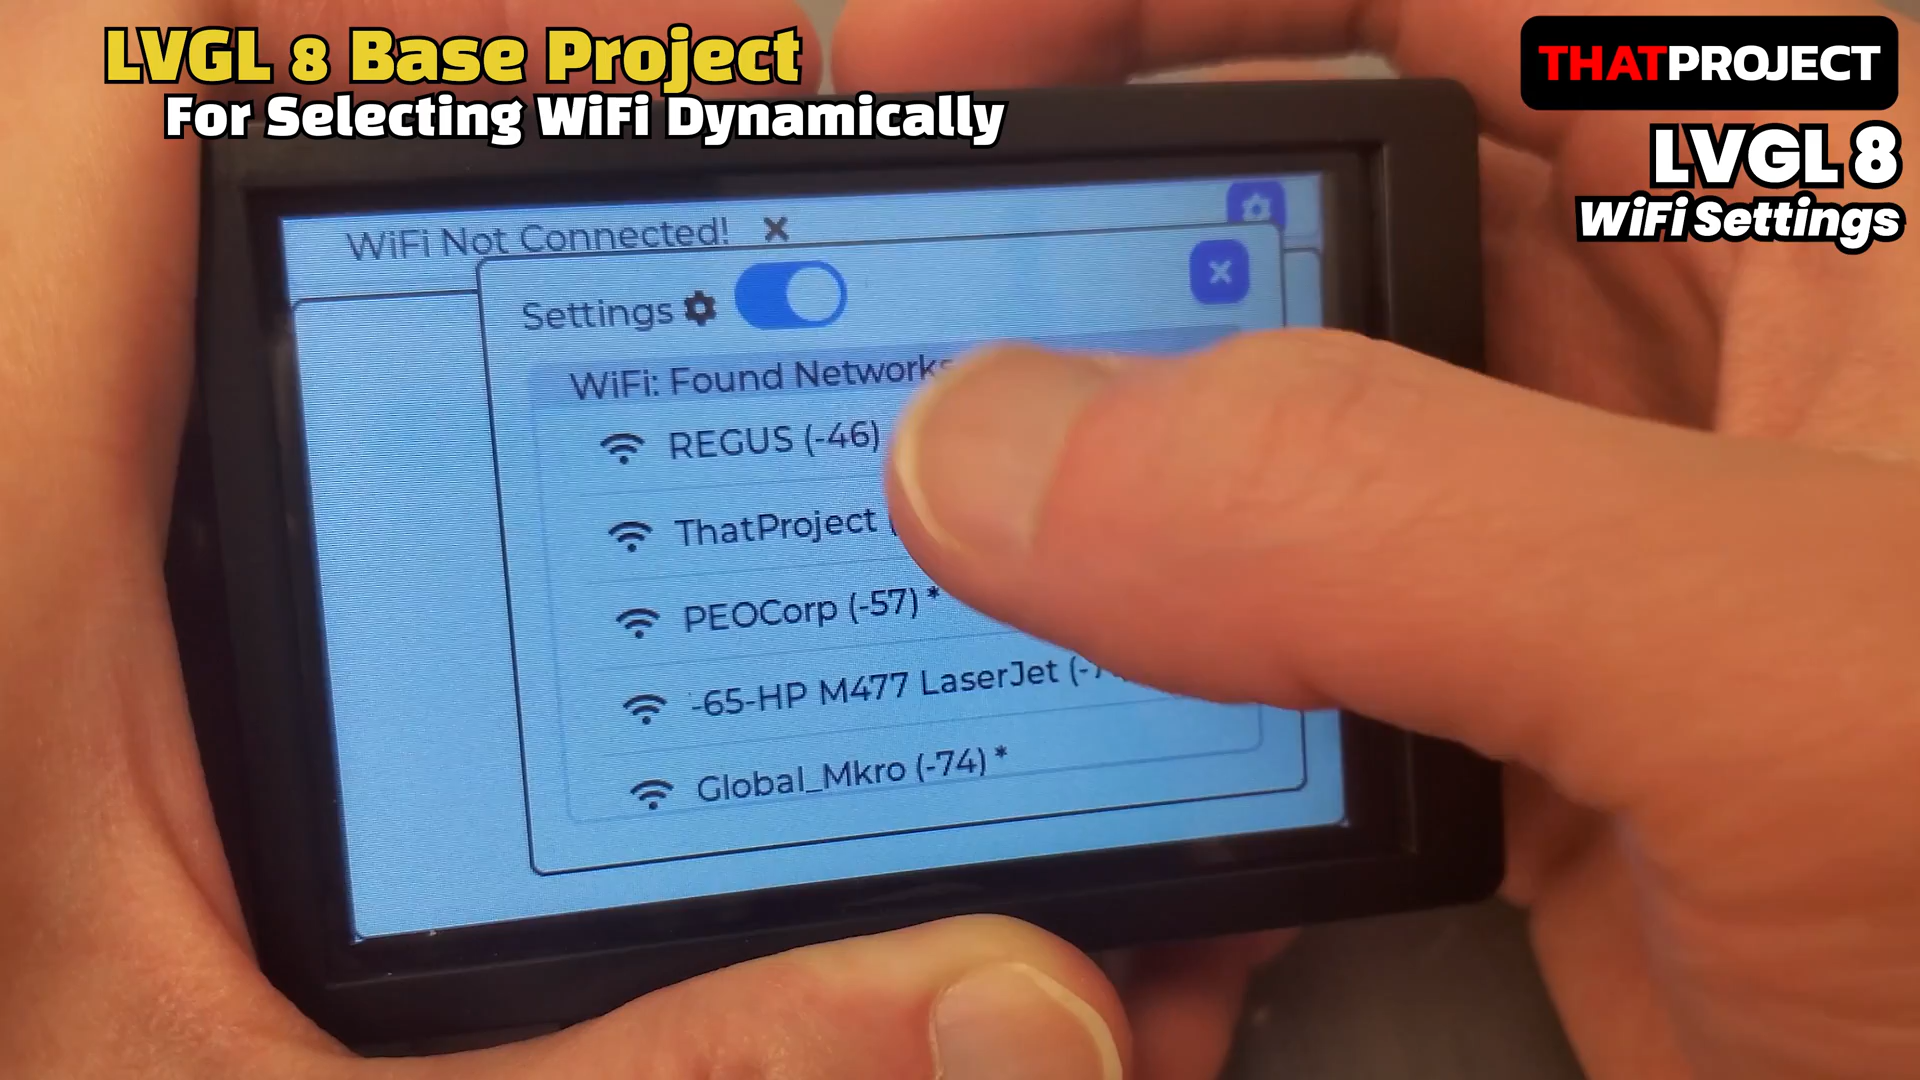 LVGL 8 Base Project
For Selecting WiFi Dynamically
THATPROJECT
LVGL 8
WiFi Settings
WiFi Not Connected!
Settings
WiFi: Found Networks
REGUS (-46)
ThatProject
PEOCorp (-57) *
-65-HP M477 LaserJet
Global_Mkro (-74) *